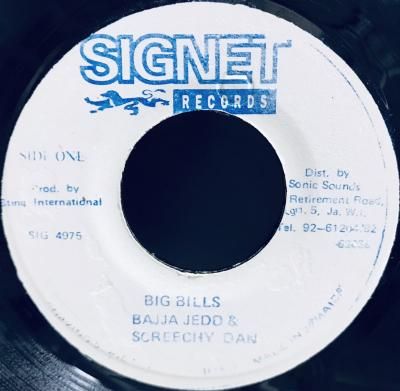 SIGNET
RECORDS
SIDE ONE
Prod. by
Sting International
SIG 4975
Dist. by
Sonic Sounds
Retirement Road,
Kgn. 5, Ja. W.I.
Tel. 92-61204/82
BIG BILLS
BAJJA JEDD &
SCREECHY DAN
MADE IN JAMAICA